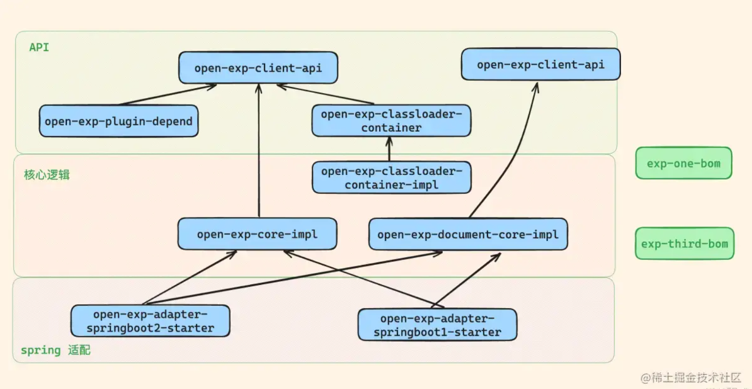 API
open-exp-client-api
open-exp-client-api
open-exp-plugin-depend
open-exp-classloader-
container
open-exp-classloader-
container-impl
exp-one-bom
核心逻辑
open-exp-core-impl
open-exp-document-core-impl
exp-third-bom
open-exp-adapter-
springboot2-starter
open-exp-adapter-
springboot1-starter
spring 适配
@稀土掘金技术社区